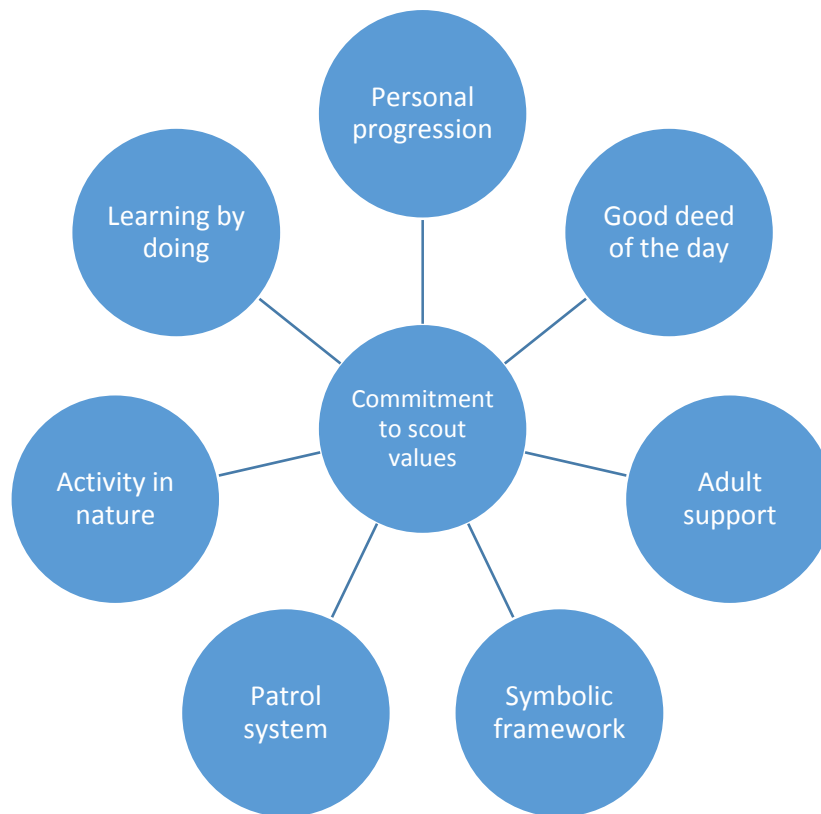 Personal
progression
Good deed
of the day
Learning by
doing
Commitment
to scout
values
Activity in
nature
Adult
support
Patrol
system
Symbolic
framework